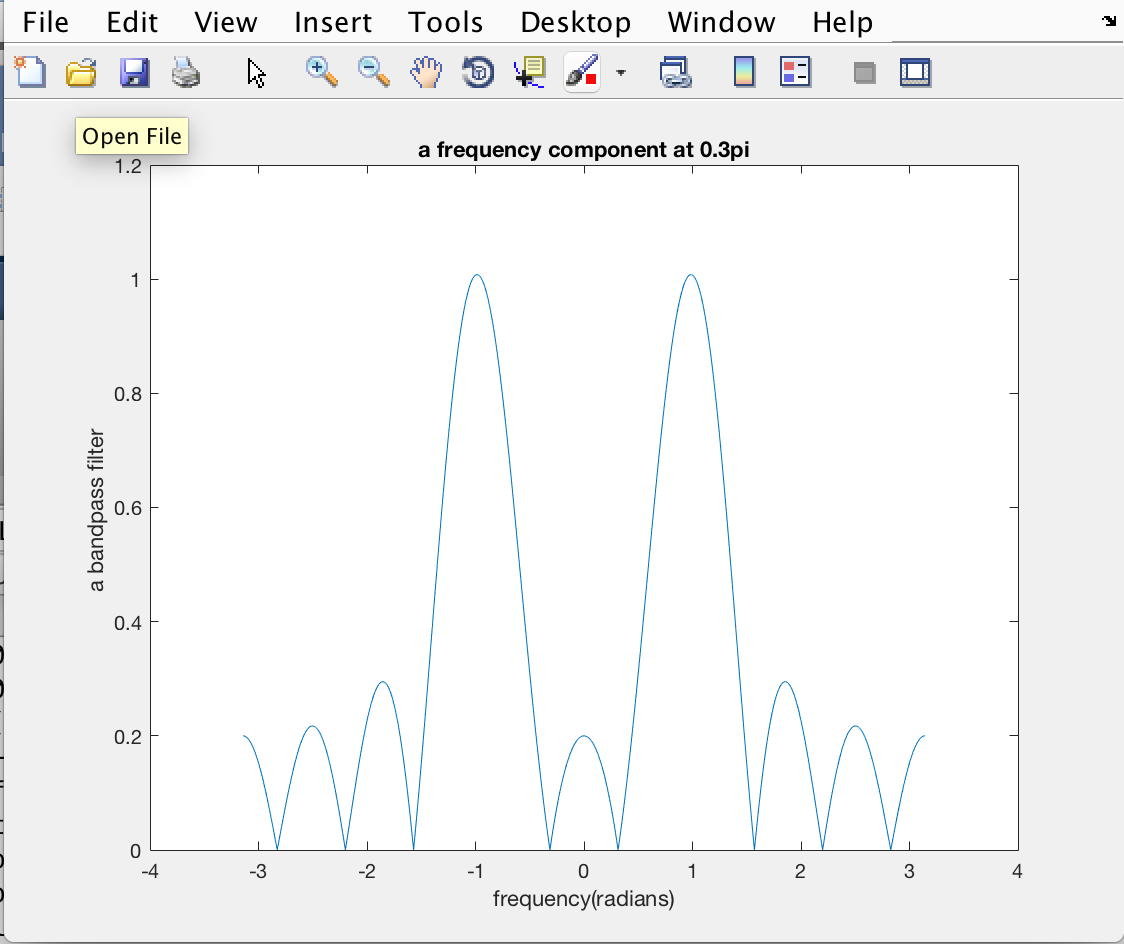 File Edit View Insert Tools Desktop Window Help
Open File
a frequency component at 0.3pi
1.2
1
0.8
0.6
0.4
0.2
0
a bandpass filter
-4 -3 -2 -1 0 1 2 3 4
frequency(radians)